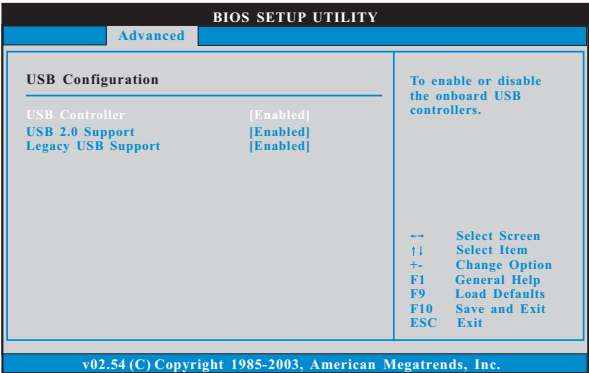 BIOS SETUP UTILITY
Advanced
USB Configuration
USB Controller [Enabled]
USB 2.0 Support [Enabled]
Legacy USB Support [Enabled]
To enable or disable
the onboard USB
controllers.
←→ Select Screen
↑↓ Select Item
+- Change Option
F1 General Help
F9 Load Defaults
F10 Save and Exit
ESC Exit
v02.54 (C) Copyright 1985-2003, American Megatrends, Inc.